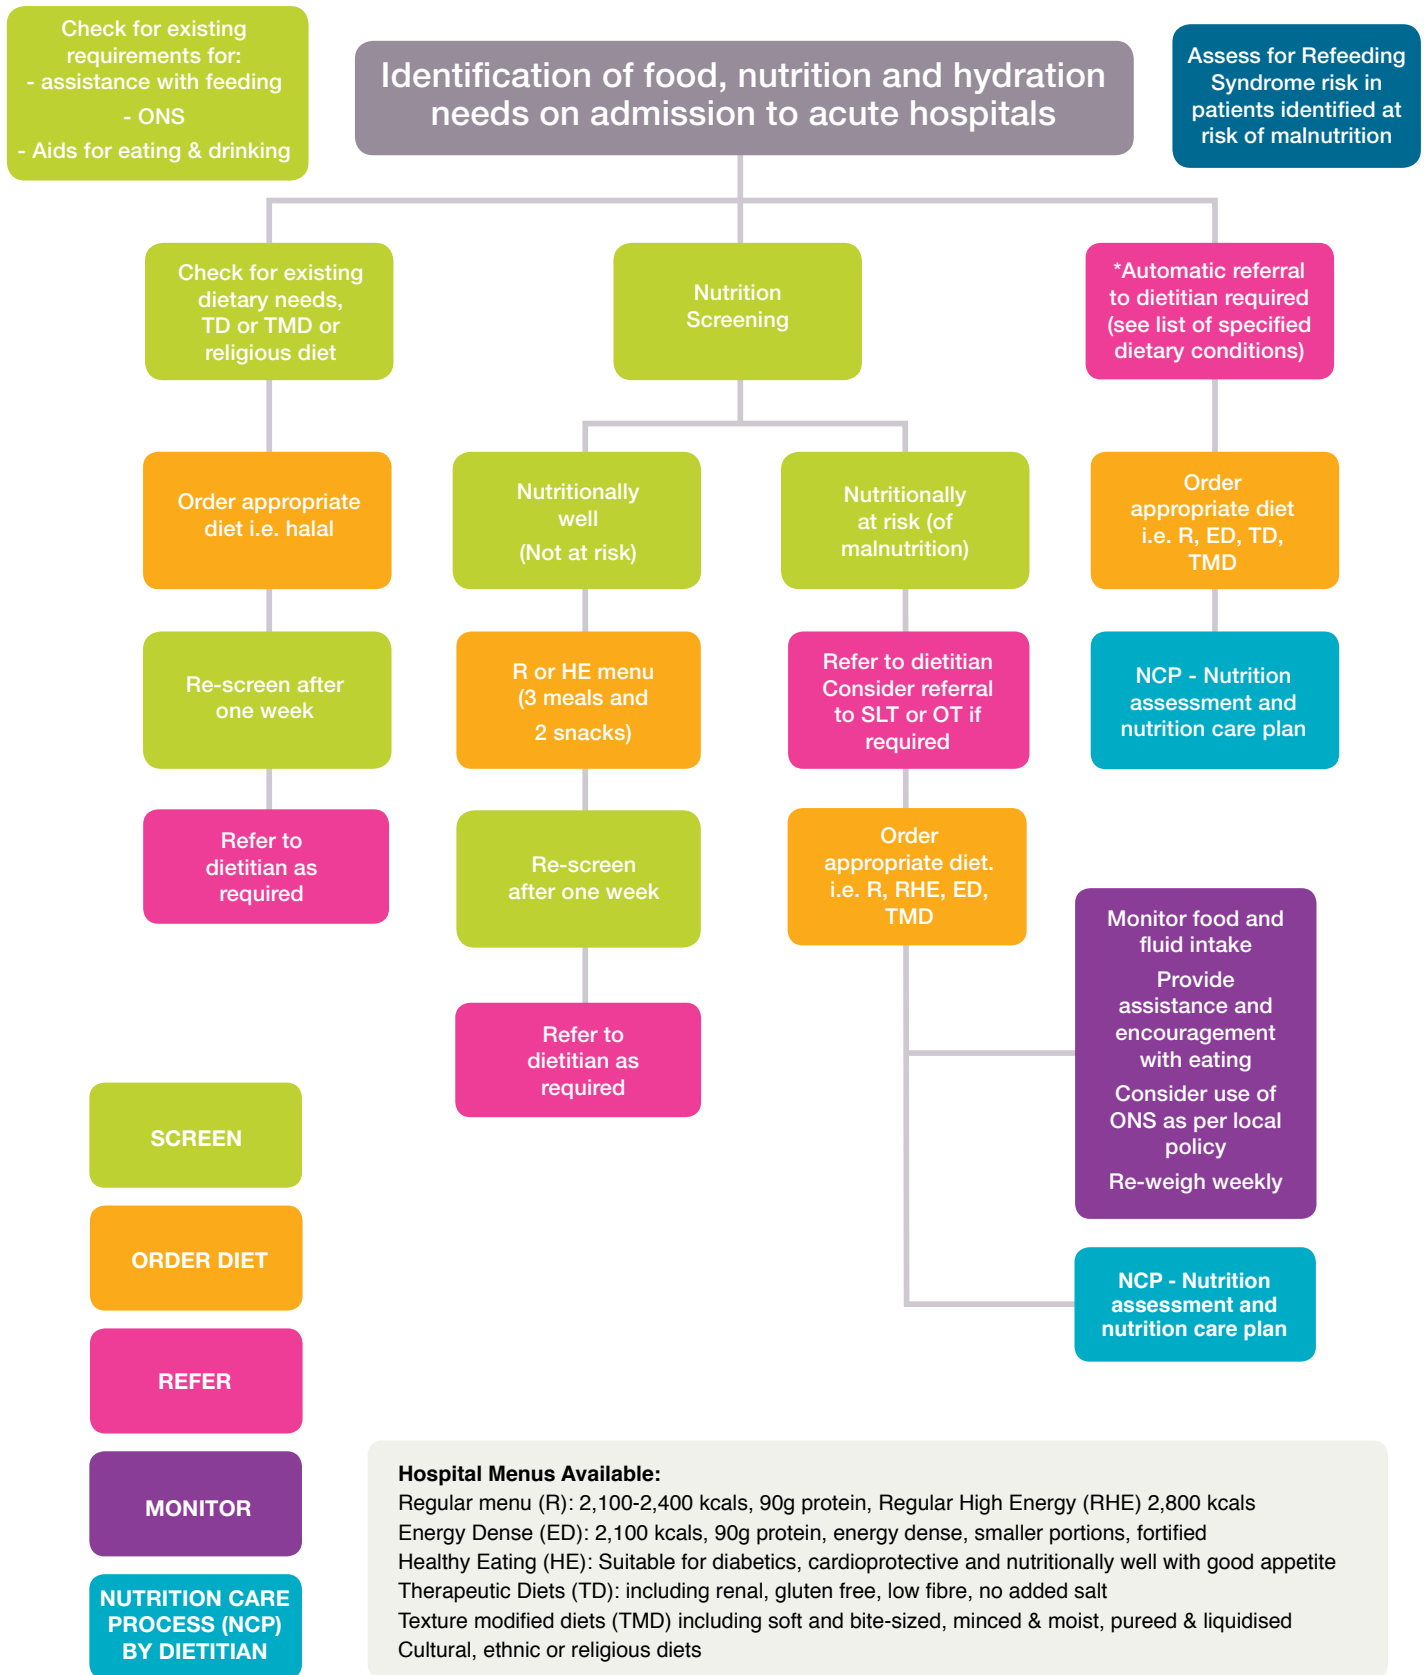 Check for existing
requirements for:
- assistance with feeding
- ONS
- Aids for eating & drinking
Identification of food, nutrition and hydration
needs on admission to acute hospitals
Assess for Refeeding
Syndrome risk in
patients identified at
risk of malnutrition
Check for existing
dietary needs,
TD or TMD or
religious diet
Nutrition
Screening
*Automatic referral
to dietitian required
(see list of specified
dietary conditions)
Order appropriate
diet i.e. halal
Nutritionally
well
(Not at risk)
Nutritionally
at risk (of
malnutrition)
Order
appropriate diet
i.e. R, ED, TD,
TMD
Re-screen after
one week
R or HE menu
(3 meals and
2 snacks)
Refer to dietitian
Consider referral
to SLT or OT if
required
NCP - Nutrition
assessment and
nutrition care plan
Refer to
dietitian as
required
Re-screen
after one week
Order
appropriate diet.
i.e. R, RHE, ED,
TMD
Monitor food and
fluid intake
Provide
assistance and
encouragement
with eating
Consider use of
ONS as per local
policy
Re-weigh weekly
Refer to
dietitian as
required
NCP - Nutrition
assessment and
nutrition care plan
SCREEN
ORDER DIET
REFER
MONITOR
NUTRITION CARE
PROCESS (NCP)
BY DIETITIAN
Hospital Menus Available:
Regular menu (R): 2,100-2,400 kcals, 90g protein, Regular High Energy (RHE) 2,800 kcals
Energy Dense (ED): 2,100 kcals, 90g protein, energy dense, smaller portions, fortified
Healthy Eating (HE): Suitable for diabetics, cardioprotective and nutritionally well with good appetite
Therapeutic Diets (TD): including renal, gluten free, low fibre, no added salt
Texture modified diets (TMD) including soft and bite-sized, minced & moist, pureed & liquidised
Cultural, ethnic or religious diets